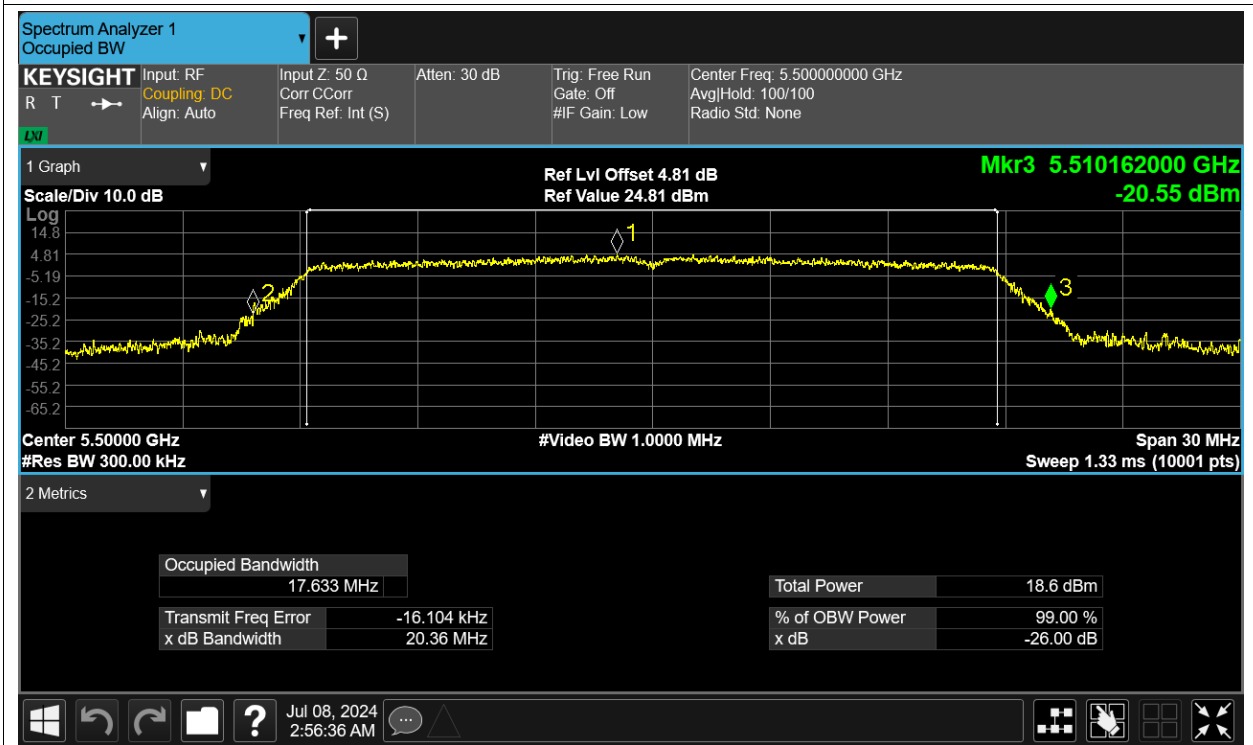 Spectrum Analyzer 1
Occupied BW
KEYSIGHT
R T
LXI
Input: RF
Coupling: DC
Align: Auto
Input Z: 50 Ω
Corr CCorr
Freq Ref: Int (S)
Atten: 30 dB
Trig: Free Run
Gate: Off
#IF Gain: Low
Center Freq: 5.500000000 GHz
Avg|Hold: 100/100
Radio Std: None
1 Graph
Scale/Div 10.0 dB
Ref Lvl Offset 4.81 dB
Ref Value 24.81 dBm
Mkr3 5.510162000 GHz
-20.55 dBm
Log
14.8
4.81
-5.19
-15.2
-25.2
-35.2
-45.2
-55.2
-65.2
1
2
3
Center 5.50000 GHz
#Video BW 1.0000 MHz
Span 30 MHz
#Res BW 300.00 kHz
Sweep 1.33 ms (10001 pts)
2 Metrics
Occupied Bandwidth
17.633 MHz
Total Power 18.6 dBm
Transmit Freq Error -16.104 kHz
% of OBW Power 99.00 %
x dB Bandwidth 20.36 MHz
x dB -26.00 dB
?
Jul 08, 2024
2:56:36 AM